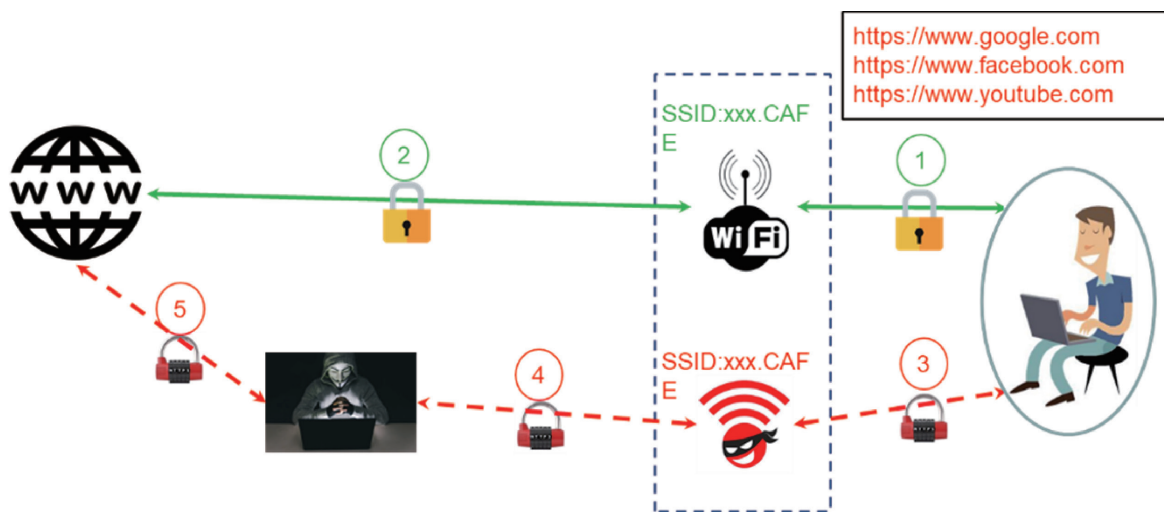 https://www.google.com
https://www.facebook.com
https://www.youtube.com
SSID:xxx.CAF
E
2
1
W W W
Wi Fi
5
SSID:xxx.CAF
E
4
3